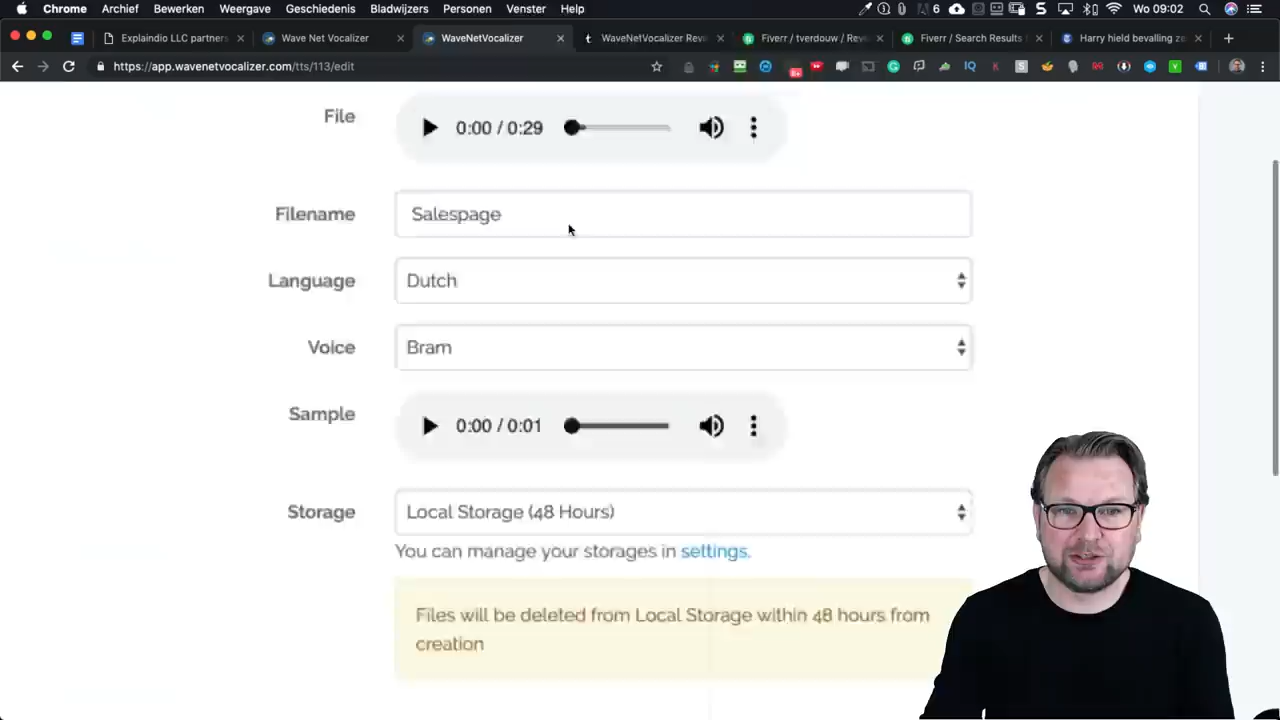 Chrome Archief Bewerken Weergave Geschiedenis Bladwijzers Personen Venster Help 6 Wo 09:02
Explaindio LLC partners Wave Net Vocalizer WaveNetVocalizer WaveNetVocalizer Rev Fiverr / tverdouw / Rev Fiverr / Search Results Harry hield bevalling ze
https://app.wavenetvocalizer.com/tts/113/edit
File 0:00 / 0:29
Filename Salespage
Language Dutch
Voice Bram
Sample 0:00 / 0:01
Storage Local Storage (48 Hours)
You can manage your storages in settings.
Files will be deleted from Local Storage within 48 hours from
creation